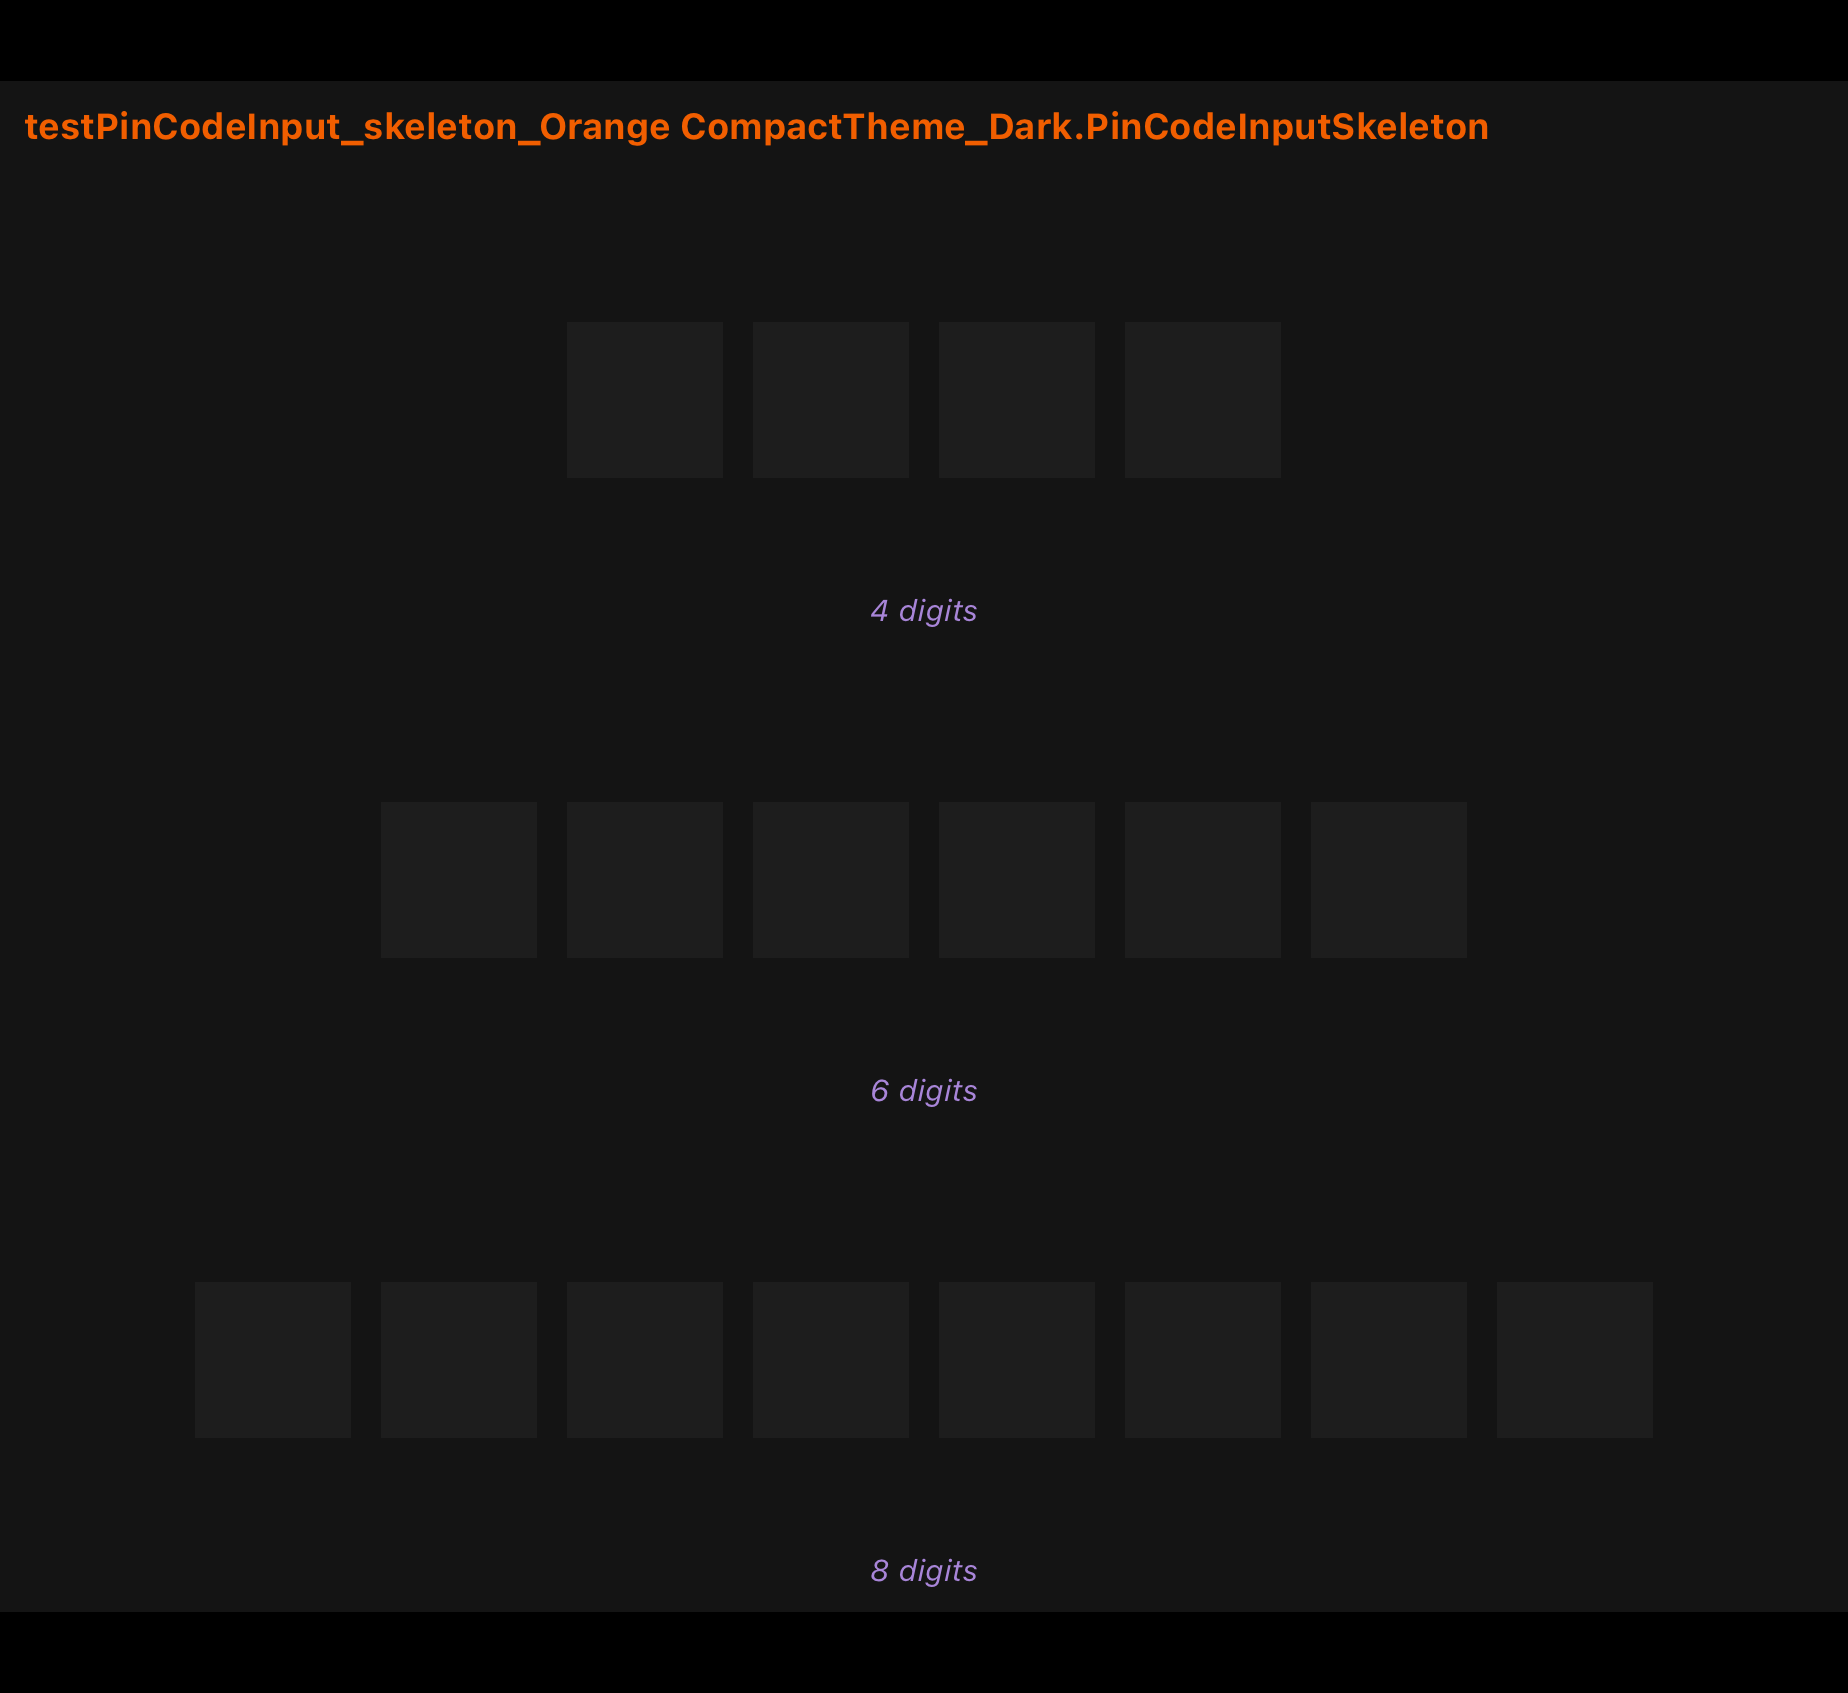 testPinCodeInput_skeleton_Orange CompactTheme_Dark.PinCodeInputSkeleton
4 digits
6 digits
8 digits